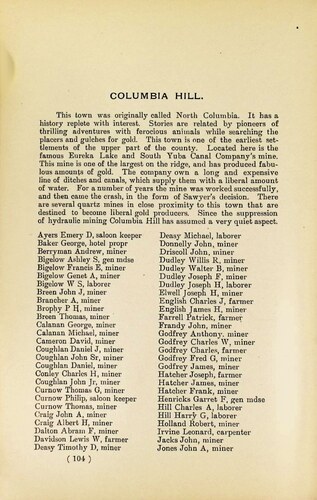 COLUMBIA HILL.
This town was originally called North Columbia. It has a
history replete with interest. Stories are related by pioneers of
thrilling adventures with ferocious animals while searching the
placers and gulches for gold. This town is one of the earliest set-
tlements of the upper part of the county. Located here is the
famous Eureka Lake and South Yuba Canal Company's mine.
This mine is one of the largest on the ridge, and has produced fabu-
lous amounts of gold. The company own a long and expensive
line of ditches and canals, which supply them with a liberal amount
of water. For a number of years the mine was worked successfully,
and then came the crash, in the form of Sawyer's decision. There
are several quartz mines in close proximity to this town that are
destined to become liberal gold producers. Since the suppression
of hydraulic mining Columbia Hill has assumed a very quiet aspect.
Ayers Emery D, saloon keeper
Baker George, hotel propr
Berryman Andrew, miner
Bigelow Ashley S, gen mdse
Bigelow Francis E, miner
Bigelow Genet A, miner
Bigelow W S, laborer
Breen John J, miner
Brancher A, miner
Brophy P H, miner
Breen Thomas, miner
Calanan George, miner
Calanan Michael, miner
Cameron David, miner
Coughlan Daniel J, miner
Coughlan John Sr, miner
Coughlan Daniel, miner
Conley Charles H, miner
Coughlan John Jr, miner
Curnow Thomas G, miner
Curnow Philip, saloon keeper
Curnow Thomas, miner
Craig John A, miner
Craig Albert H, miner
Dalton Abram F, miner
Davidson Lewis W, farmer
Deasy Timothy D, miner
Deasy Michael, laborer
Donnelly John, miner
Driscoll John, miner
Dudley Willis R, miner
Dudley Walter B, miner
Dudley Joseph F, miner
Dudley Joseph H, laborer
Elwell Joseph H, miner
English Charles J, farmer
English James H, miner
Farrell Patrick, farmer
Frandy John, miner
Godfrey Anthony, miner
Godfrey Charles W, miner
Godfrey Charles, farmer
Godfrey Fred G, miner
Godfrey James, miner
Hatcher Joseph, farmer
Hatcher James, miner
Hatcher Frank, miner
Henricks Garret F, gen mdse
Hill Charles A, laborer
Hill Harry G, laborer
Holland Robert, miner
Irvine Leonard, carpenter
Jacks John, miner
Jones John A, miner
(104)